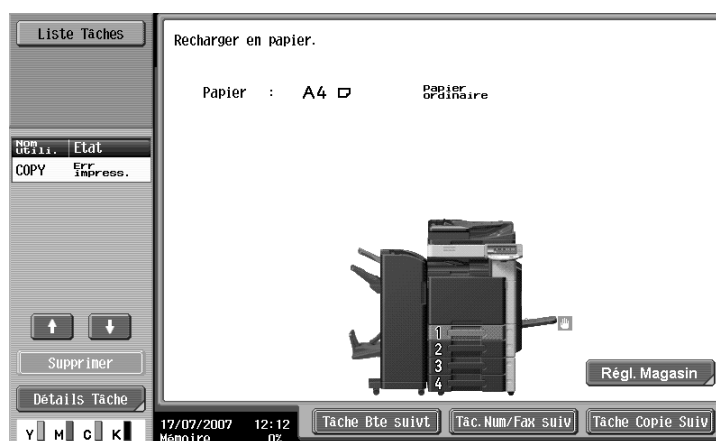 Liste Tâches
Recharger en papier.
Papier : A4 Papier ordinaire
Nom Utili. Etat
COPY Err impress.
1
2
3
4
Supprimer
Régl. Magasin
Détails Tâche
Y M C K
17/07/2007 12:12
Mémoire 0%
Tâche Bte suivt
Tâc.Num/Fax suiv
Tâche Copie Suiv